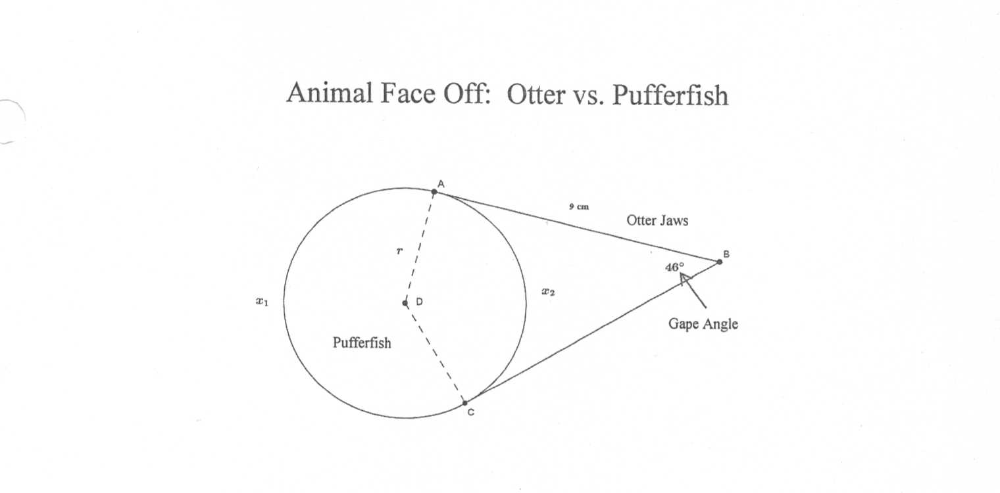 Animal Face Off: Otter vs. Pufferfish
A
9 cm
Otter Jaws
r
B
46°
x₂
x₁
D
Gape Angle
Pufferfish
C